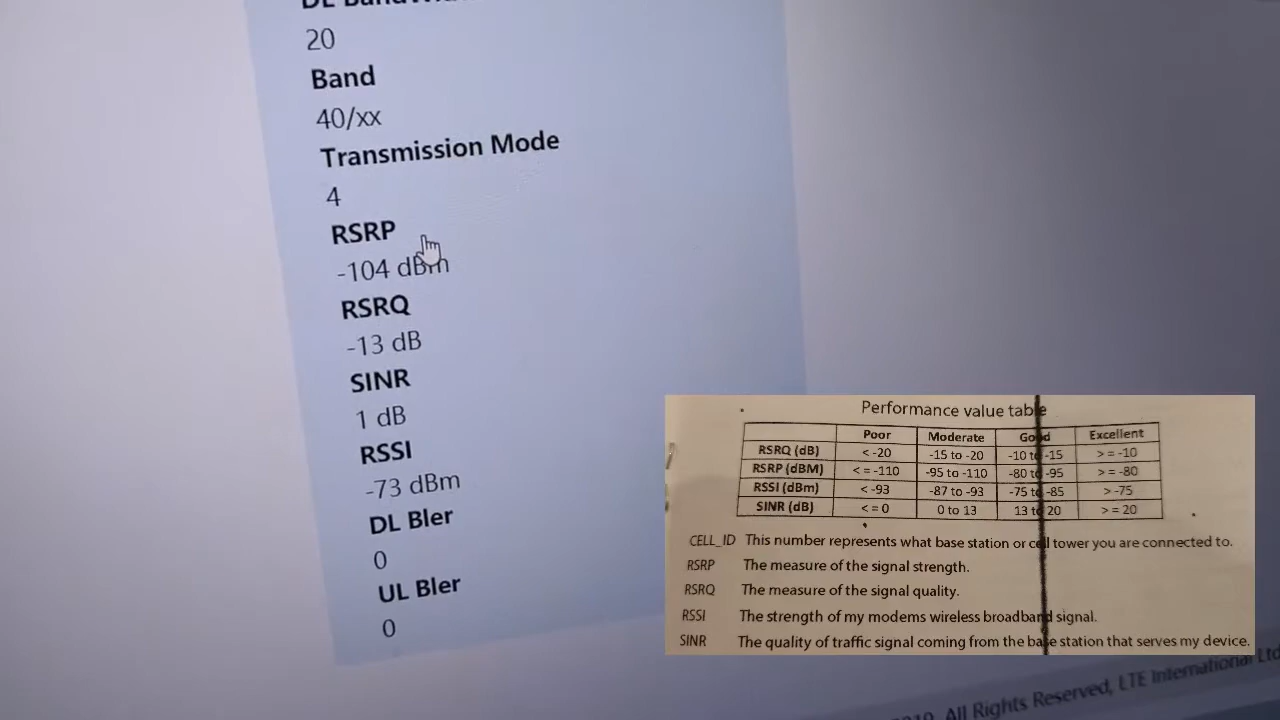 DL
20
Band
40/xx
Transmission Mode
4
RSRP
-104 dBm
RSRQ
-13 dB
SINR
1 dB
RSSI
-73 dBm
DL Bler
0
UL Bler
0
Performance value table
Poor Moderate Good Excellent
RSRQ (dB) < -20 -15 to -20 -10 to -15 > = -10
RSRP (dBM) < = -110 -95 to -110 -80 to -95 > = -80
RSSI (dBm) < -93 -87 to -93 -75 to -85 > -75
SINR (dB) < = 0 0 to 13 13 to 20 > = 20
CELL_ID This number represents what base station or cell tower you are connected to.
RSRP The measure of the signal strength.
RSRQ The measure of the signal quality.
RSSI The strength of my modems wireless broadband signal.
SINR The quality of traffic signal coming from the base station that serves my device.
All Rights Reserved, LTE International Ltd